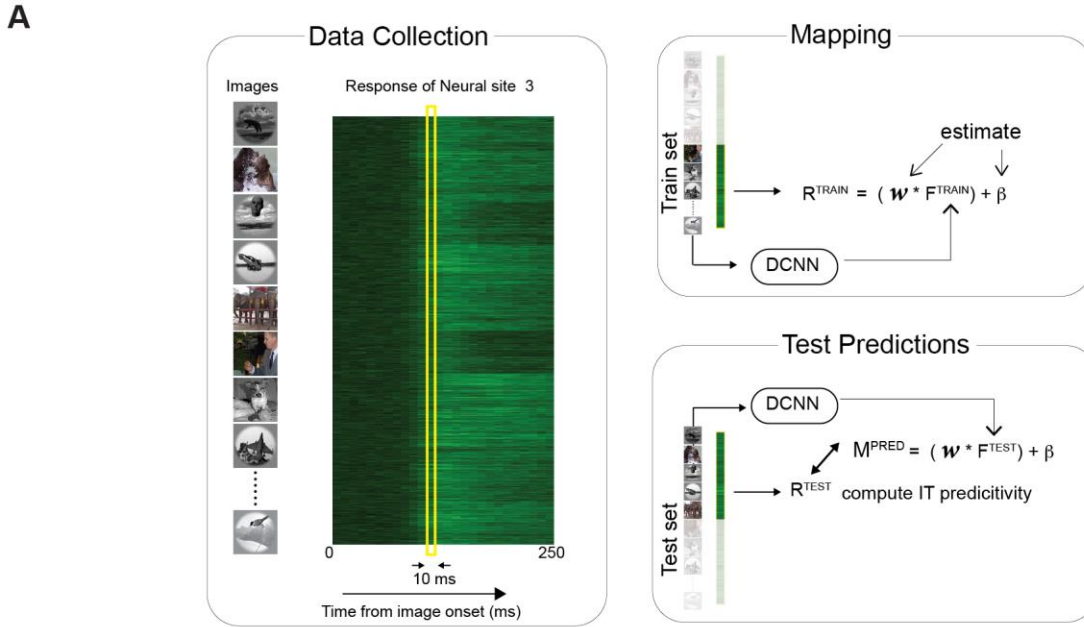 A
Data Collection
Images
Response of Neural site 3
0
250
10 ms
Time from image onset (ms)
Mapping
Train set
estimate
R^TRAIN = ( w * F^TRAIN) + β
DCNN
Test Predictions
DCNN
Test set
M^PRED = ( w * F^TEST) + β
R^TEST compute IT predicitivity